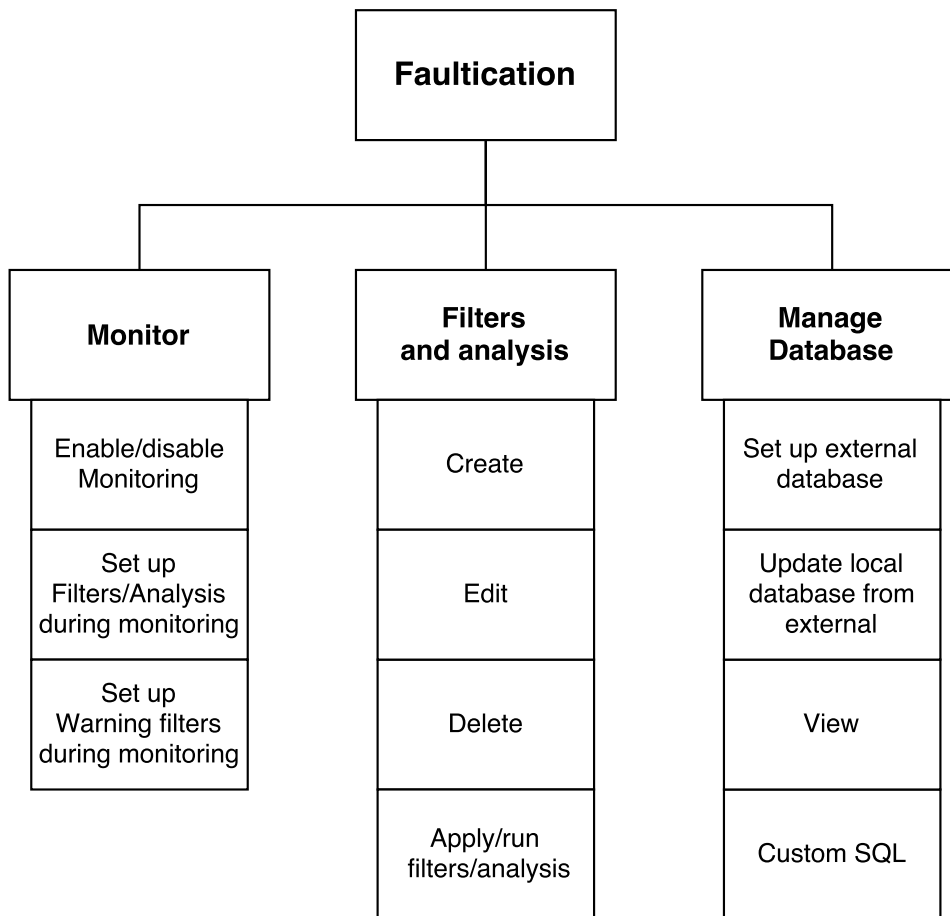 Faultication
Monitor
Enable/disable
Monitoring
Set up
Filters/Analysis
during monitoring
Set up
Warning filters
during monitoring
Filters
and analysis
Create
Edit
Delete
Apply/run
filters/analysis
Manage
Database
Set up external
database
Update local
database from
external
View
Custom SQL